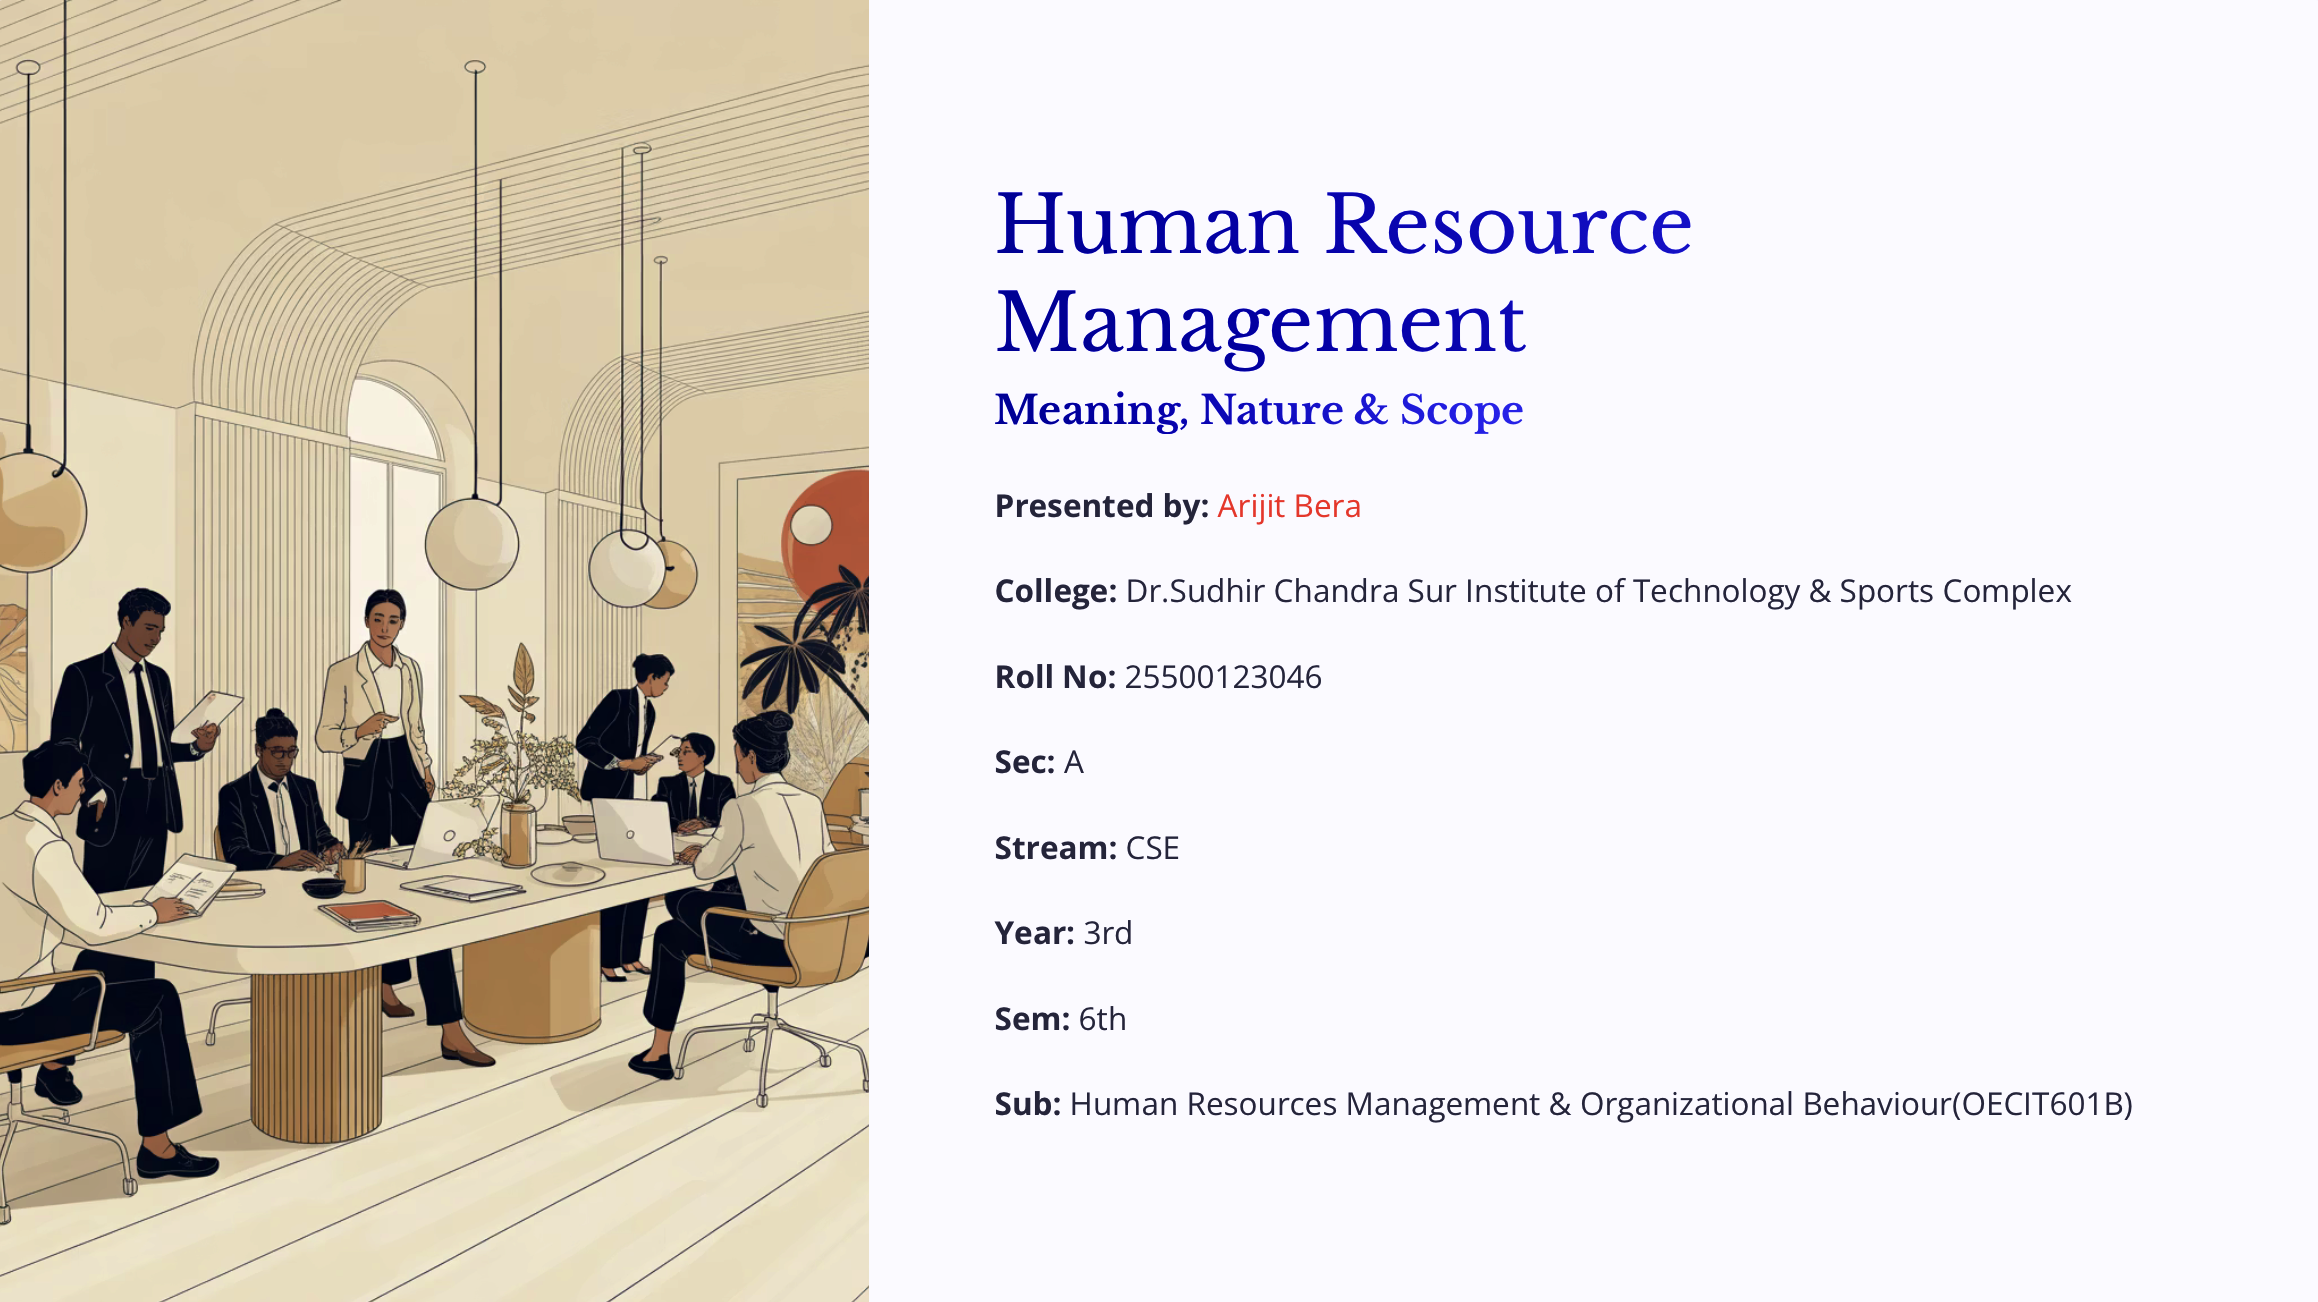 Human Resource
Management
Meaning, Nature & Scope
Presented by: Arijit Bera
College: Dr.Sudhir Chandra Sur Institute of Technology & Sports Complex
Roll No: 25500123046
Sec: A
Stream: CSE
Year: 3rd
Sem: 6th
Sub: Human Resources Management & Organizational Behaviour(OECIT601B)